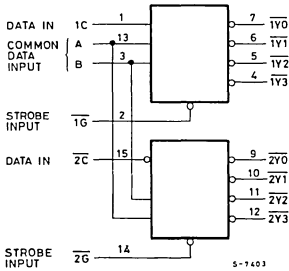 DATA IN 1C 1 7 1Y0
COMMON DATA INPUT A 13 6 1Y1
B 3 5 1Y2
4 1Y3
STROBE INPUT 1G 2
DATA IN 2C 15 9 2Y0
10 2Y1
11 2Y2
12 2Y3
STROBE INPUT 2G 14
S-7403